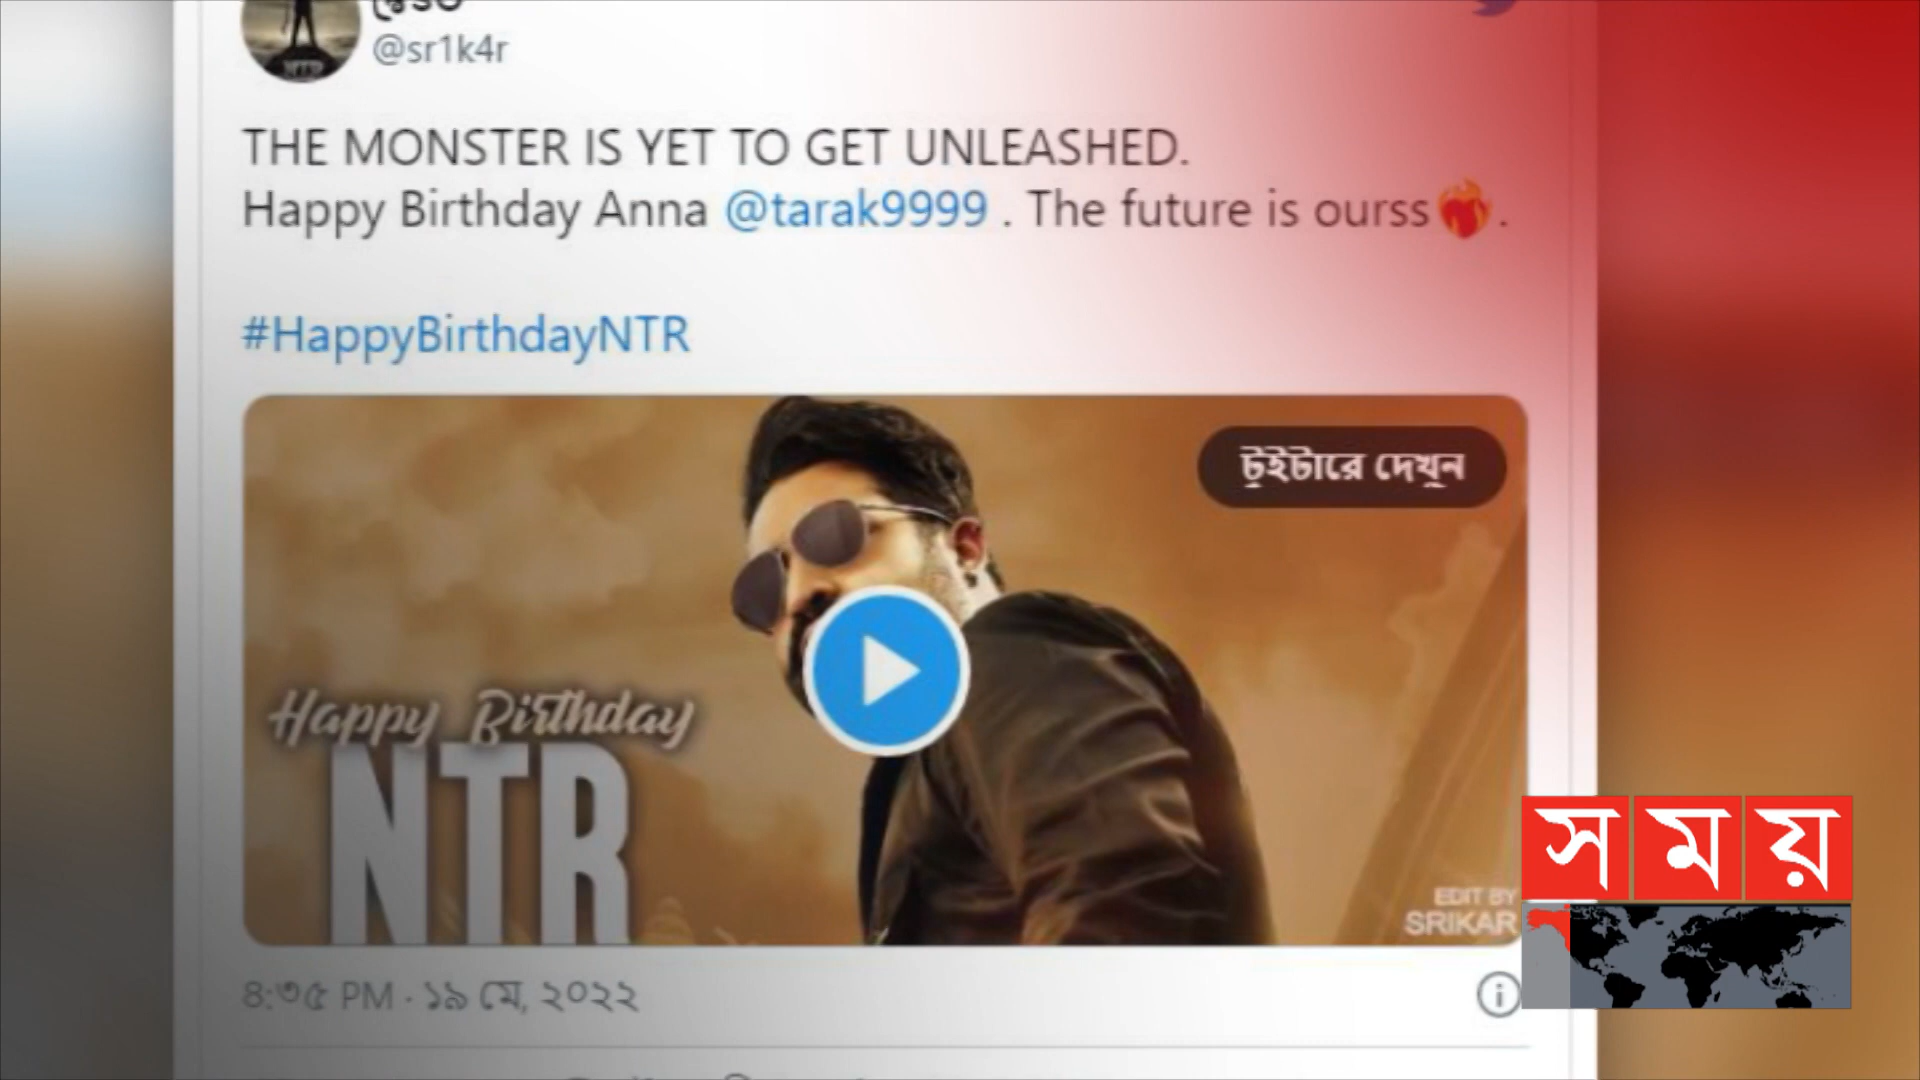 @sr1k4r
THE MONSTER IS YET TO GET UNLEASHED.
Happy Birthday Anna @tarak9999 . The future is ourss❤️‍🔥.
#HappyBirthdayNTR
টুইটারে দেখুন
Happy Birthday
NTR
EDIT BY
SRIKAR
৪:৩৫ PM · ১৯ মে, ২০২২
সময়